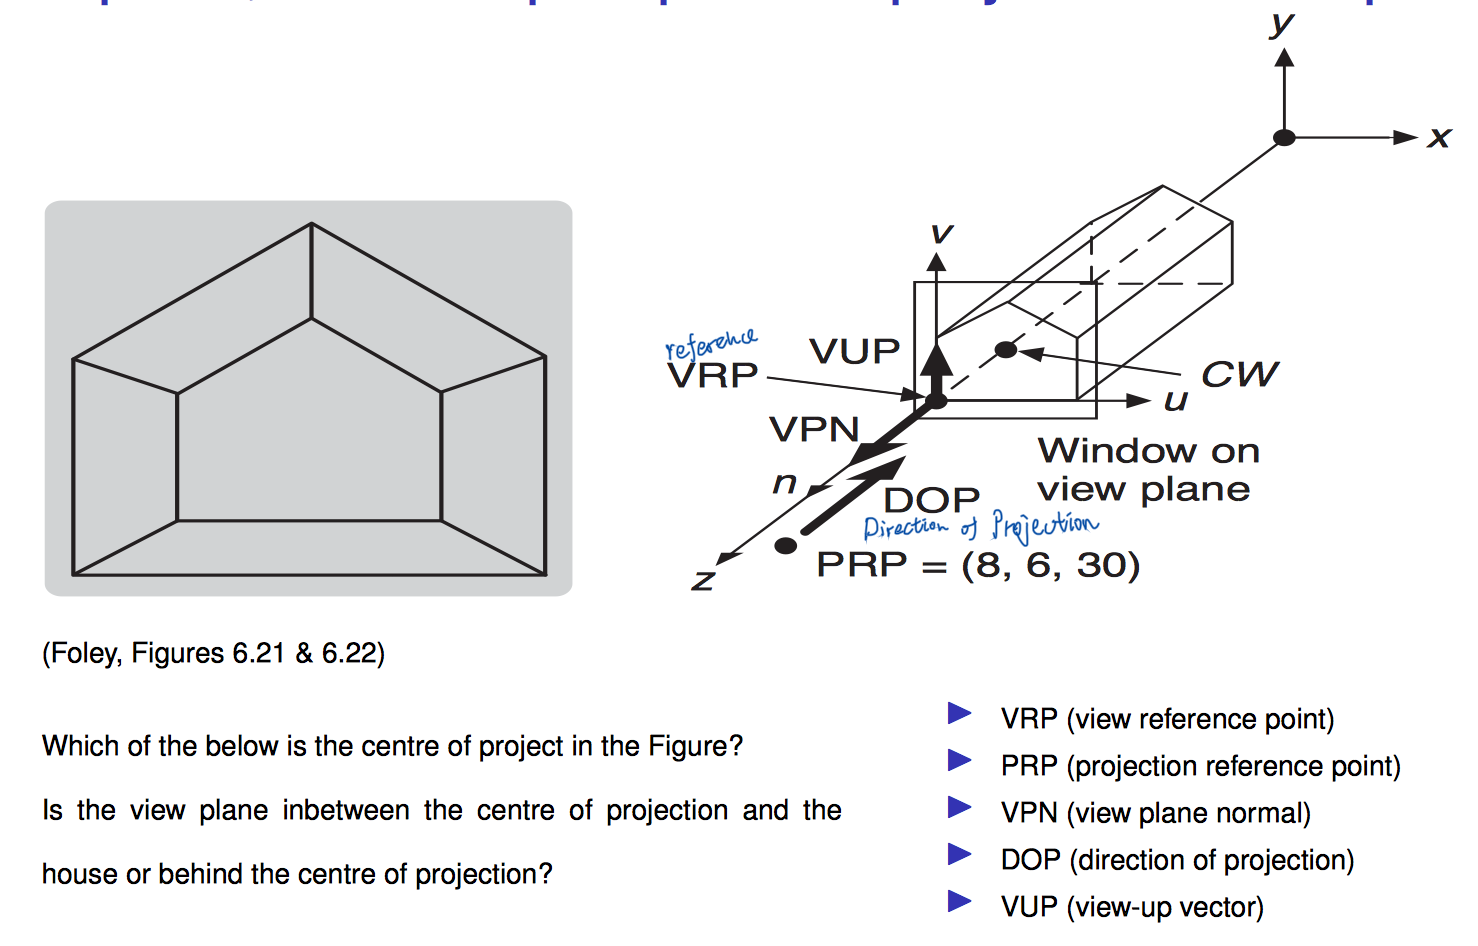 y
x
v
reference
VUP
VRP
CW
u
VPN
Window on
view plane
n
DOP
Direction of Projection
PRP = (8, 6, 30)
z
(Foley, Figures 6.21 & 6.22)
Which of the below is the centre of project in the Figure?
Is the view plane inbetween the centre of projection and the
house or behind the centre of projection?
VRP (view reference point)
PRP (projection reference point)
VPN (view plane normal)
DOP (direction of projection)
VUP (view-up vector)